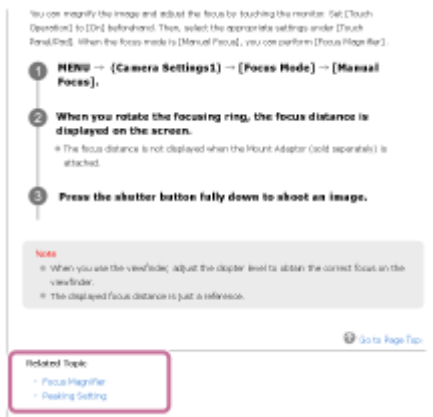 You can magnify the image and adjust the focus by touching the monitor. Set [Touch
Operation] to [On] beforehand. Then, select the appropriate settings under [Touch
Panel/Pad]. When the focus mode is [Manual Focus], you can perform [Focus Magnifier].
1 MENU → (Camera Settings1) → [Focus Mode] → [Manual
Focus].
2 When you rotate the focusing ring, the focus distance is
displayed on the screen.
The focus distance is not displayed when the Mount Adaptor (sold separately) is
attached.
3 Press the shutter button fully down to shoot an image.
Note
When you use the viewfinder, adjust the diopter level to obtain the correct focus on the
viewfinder.
The displayed focus distance is just a reference.
Go to Page Top
Related Topic
Focus Magnifier
Peaking Setting